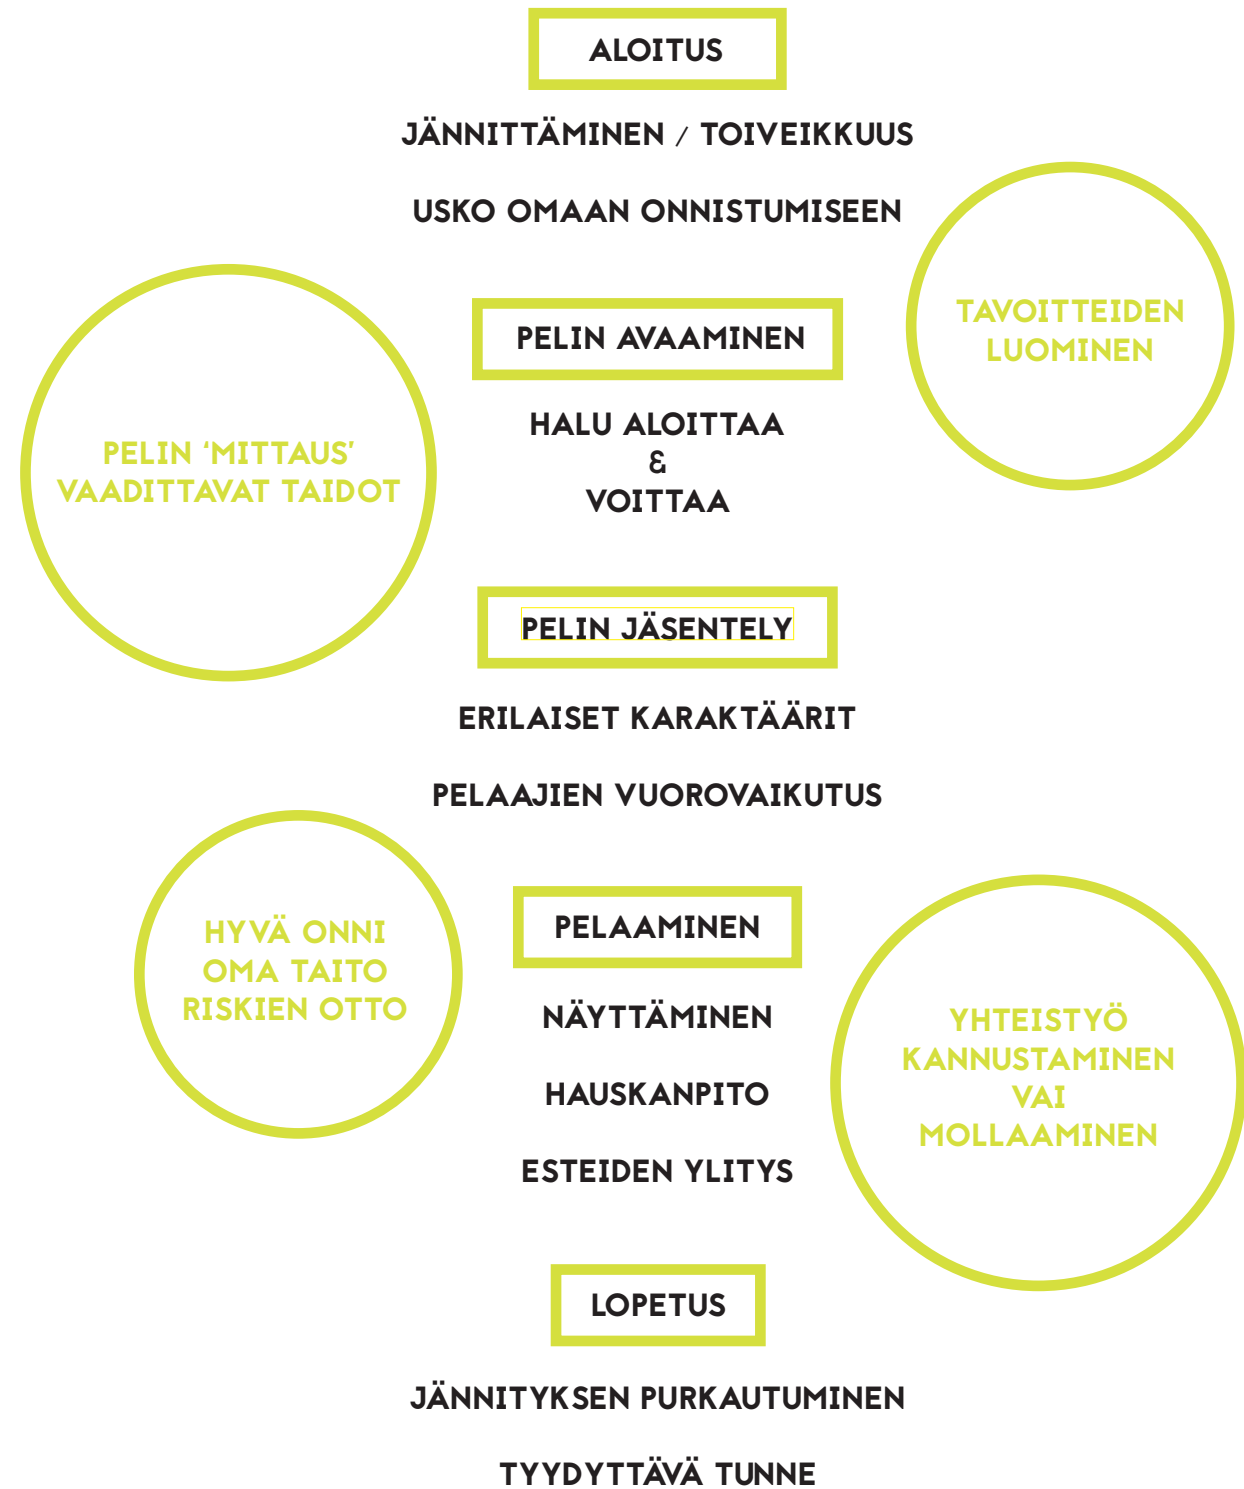 ALOITUS
JÄNNITTÄMINEN / TOIVEIKKUUS
USKO OMAAN ONNISTUMISEEN
TAVOITTEIDEN
LUOMINEN
PELIN AVAAMINEN
HALU ALOITTAA
&
VOITTAA
PELIN ‘MITTAUS’
VAADITTAVAT TAIDOT
PELIN JÄSENTELY
ERILAISET KARAKTÄÄRIT
PELAAJIEN VUOROVAIKUTUS
HYVÄ ONNI
OMA TAITO
RISKIEN OTTO
PELAAMINEN
NÄYTTÄMINEN
HAUSKANPITO
ESTEIDEN YLITYS
YHTEISTYÖ
KANNUSTAMINEN
VAI
MOLLAAMINEN
LOPETUS
JÄNNITYKSEN PURKAUTUMINEN
TYYDYTTÄVÄ TUNNE